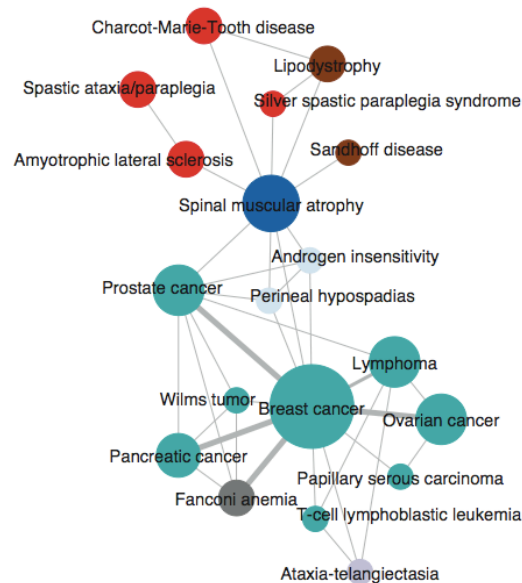 Charcot-Marie-Tooth disease
Lipodystrophy
Spastic ataxia/paraplegia
Silver spastic paraplegia syndrome
Sandhoff disease
Amyotrophic lateral sclerosis
Spinal muscular atrophy
Androgen insensitivity
Prostate cancer
Perineal hypospadias
Lymphoma
Wilms tumor
Breast cancer
Ovarian cancer
Pancreatic cancer
Papillary serous carcinoma
Fanconi anemia
T-cell lymphoblastic leukemia
Ataxia-telangiectasia